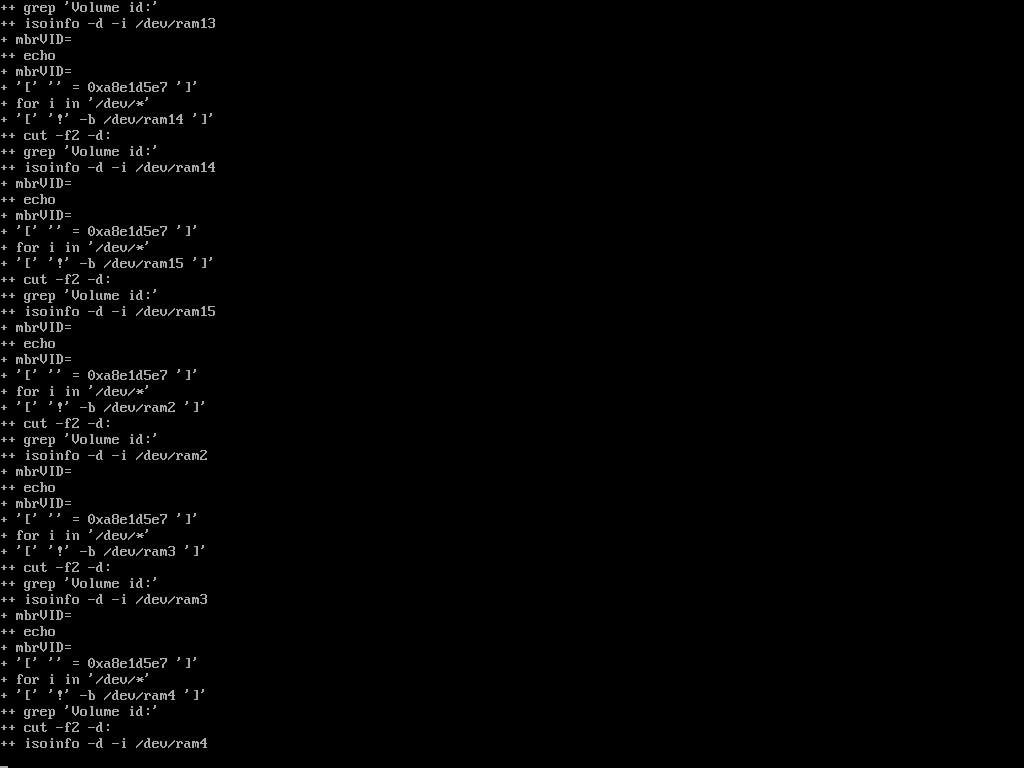 ++ grep 'Volume id:'
++ isoinfo -d -i /dev/ram13
+ mbrVID=
++ echo
+ mbrVID=
+ '[' '' = 0xa8e1d5e7 ']'
+ for i in '/dev/*'
+ '[' '!' -b /dev/ram14 ']'
++ cut -f2 -d:
++ grep 'Volume id:'
++ isoinfo -d -i /dev/ram14
+ mbrVID=
++ echo
+ mbrVID=
+ '[' '' = 0xa8e1d5e7 ']'
+ for i in '/dev/*'
+ '[' '!' -b /dev/ram15 ']'
++ cut -f2 -d:
++ grep 'Volume id:'
++ isoinfo -d -i /dev/ram15
+ mbrVID=
++ echo
+ mbrVID=
+ '[' '' = 0xa8e1d5e7 ']'
+ for i in '/dev/*'
+ '[' '!' -b /dev/ram2 ']'
++ cut -f2 -d:
++ grep 'Volume id:'
++ isoinfo -d -i /dev/ram2
+ mbrVID=
++ echo
+ mbrVID=
+ '[' '' = 0xa8e1d5e7 ']'
+ for i in '/dev/*'
+ '[' '!' -b /dev/ram3 ']'
++ cut -f2 -d:
++ grep 'Volume id:'
++ isoinfo -d -i /dev/ram3
+ mbrVID=
++ echo
+ mbrVID=
+ '[' '' = 0xa8e1d5e7 ']'
+ for i in '/dev/*'
+ '[' '!' -b /dev/ram4 ']'
++ grep 'Volume id:'
++ cut -f2 -d:
++ isoinfo -d -i /dev/ram4